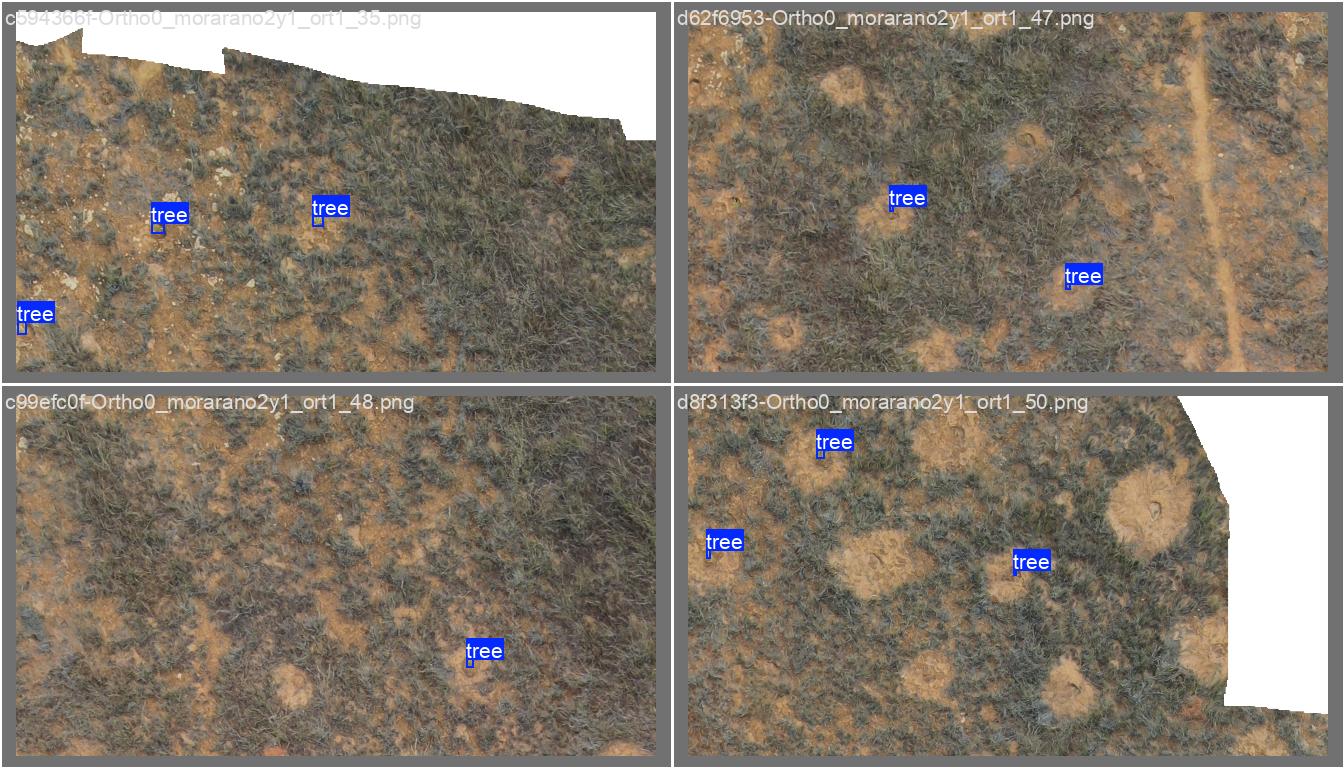 c594366f-Ortho0_morarano2y1_ort1_35.png
tree
tree
tree
d62f6953-Ortho0_morarano2y1_ort1_47.png
tree
tree
c99efc0f-Ortho0_morarano2y1_ort1_48.png
tree
d8f313f3-Ortho0_morarano2y1_ort1_50.png
tree
tree
tree